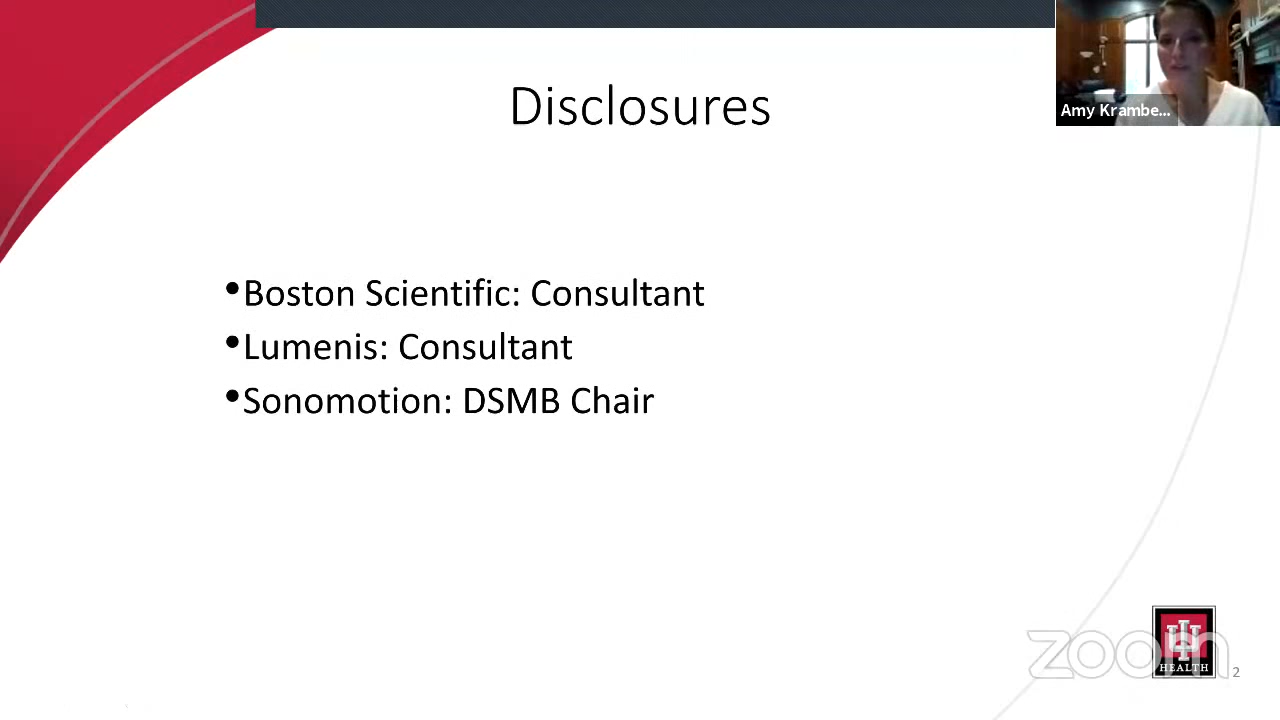 Disclosures
Amy Krambe...
•Boston Scientific: Consultant
•Lumenis: Consultant
•Sonomotion: DSMB Chair
zoom
HEALTH
2